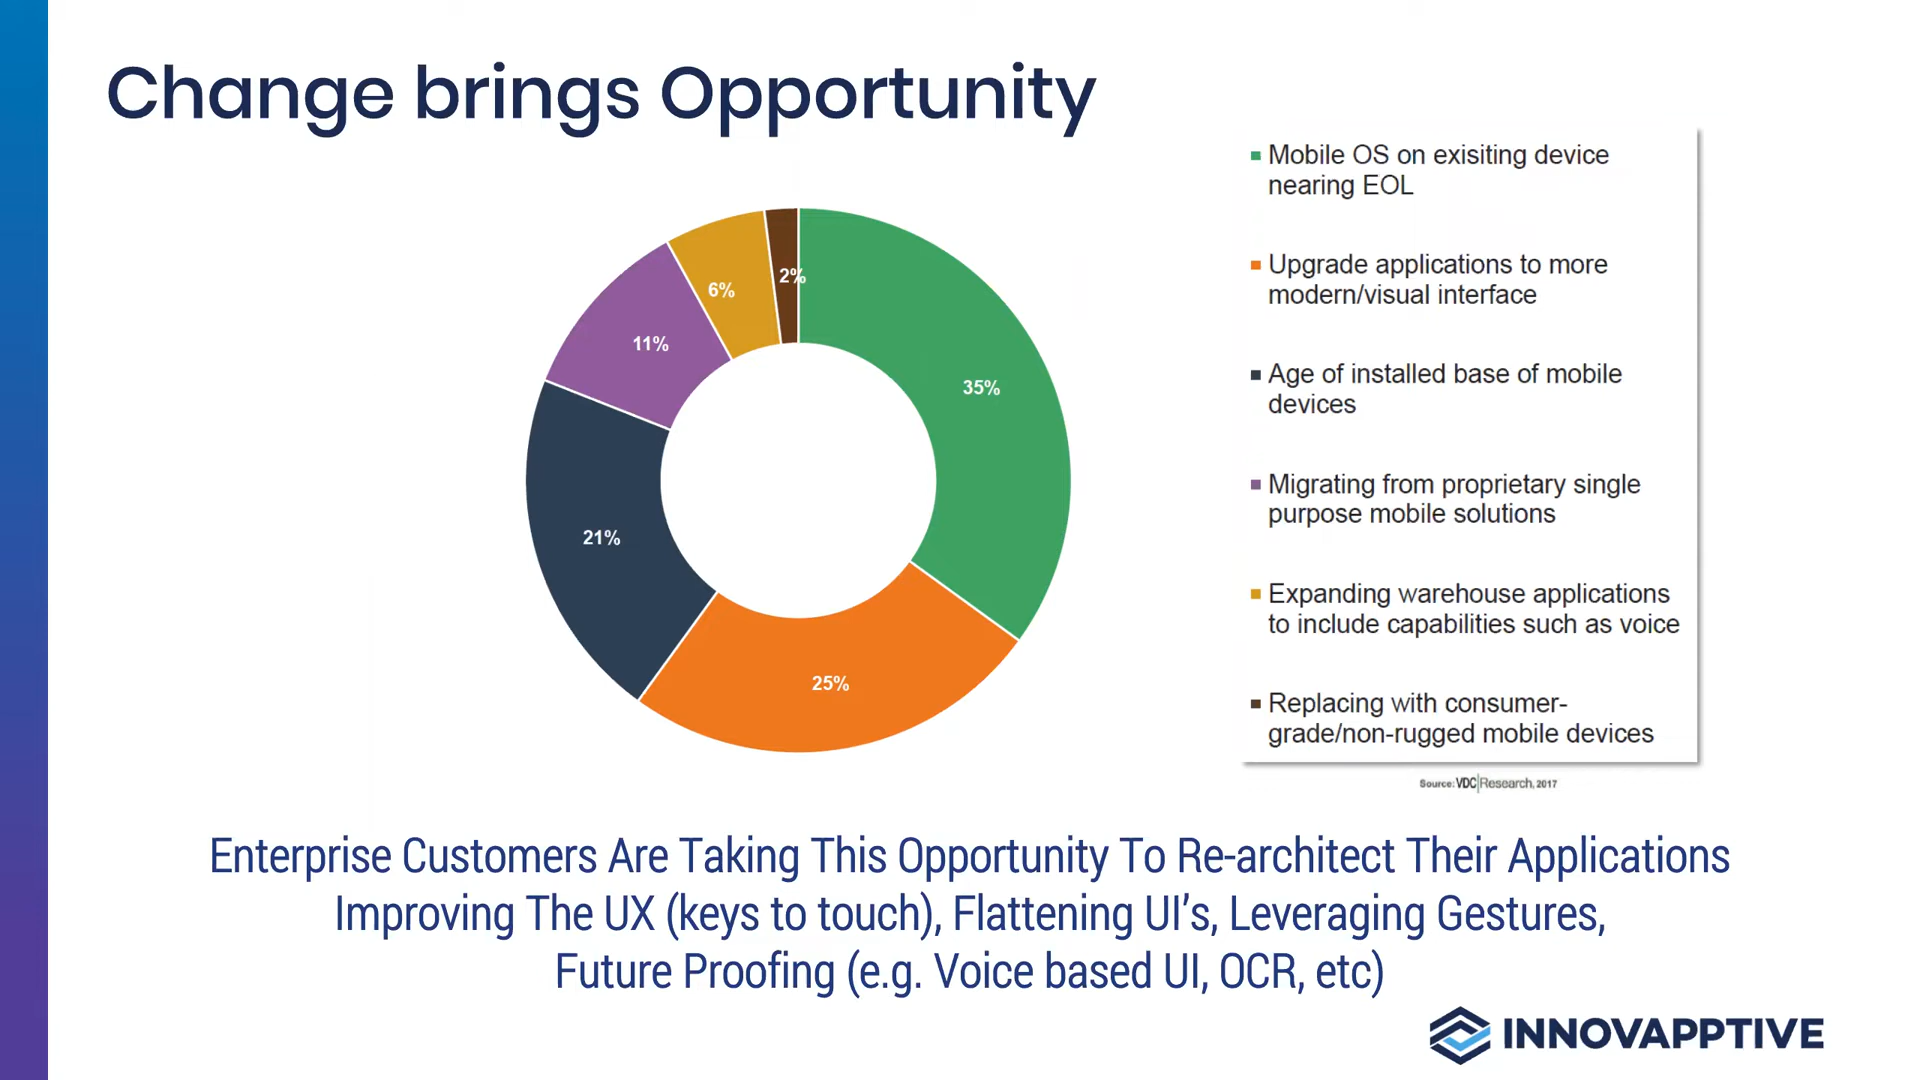 Change brings Opportunity
Mobile OS on exisiting device
nearing EOL
Upgrade applications to more
modern/visual interface
Age of installed base of mobile
devices
Migrating from proprietary single
purpose mobile solutions
Expanding warehouse applications
to include capabilities such as voice
Replacing with consumer-
grade/non-rugged mobile devices
Source: VDC Research, 2017
2%
6%
11%
35%
21%
25%
Enterprise Customers Are Taking This Opportunity To Re-architect Their Applications
Improving The UX (keys to touch), Flattening UI’s, Leveraging Gestures,
Future Proofing (e.g. Voice based UI, OCR, etc)
INNOVAPPTIVE